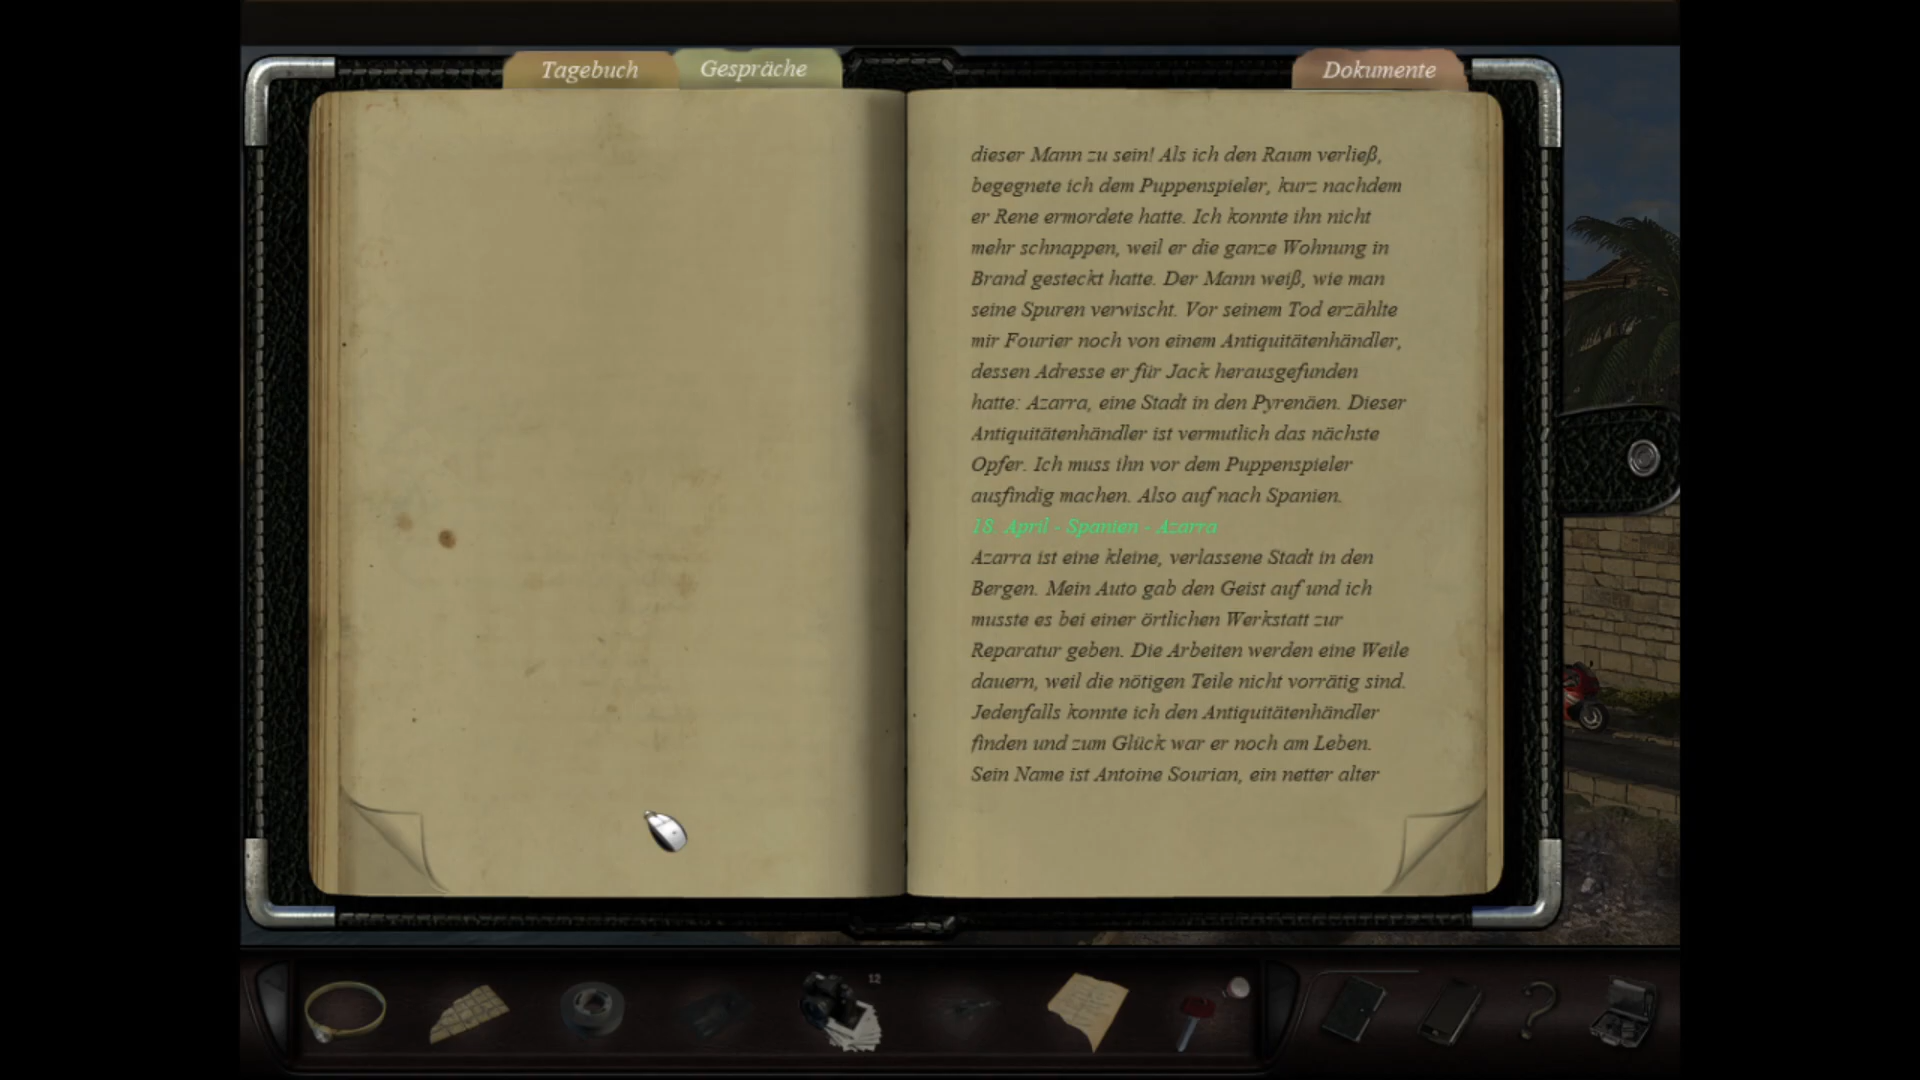 Tagebuch
Gespräche
Dokumente
dieser Mann zu sein! Als ich den Raum verließ,
begegnete ich dem Puppenspieler, kurz nachdem
er Rene ermordete hatte. Ich konnte ihn nicht
mehr schnappen, weil er die ganze Wohnung in
Brand gesteckt hatte. Der Mann weiß, wie man
seine Spuren verwischt. Vor seinem Tod erzählte
mir Fourier noch von einem Antiquitätenhändler,
dessen Adresse er für Jack herausgefunden
hatte: Azarra, eine Stadt in den Pyrenäen. Dieser
Antiquitätenhändler ist vermutlich das nächste
Opfer. Ich muss ihn vor dem Puppenspieler
ausfindig machen. Also auf nach Spanien.
18. April - Spanien - Azarra
Azarra ist eine kleine, verlassene Stadt in den
Bergen. Mein Auto gab den Geist auf und ich
musste es bei einer örtlichen Werkstatt zur
Reparatur geben. Die Arbeiten werden eine Weile
dauern, weil die nötigen Teile nicht vorrätig sind.
Jedenfalls konnte ich den Antiquitätenhändler
finden und zum Glück war er noch am Leben.
Sein Name ist Antoine Sourian, ein netter alter
12